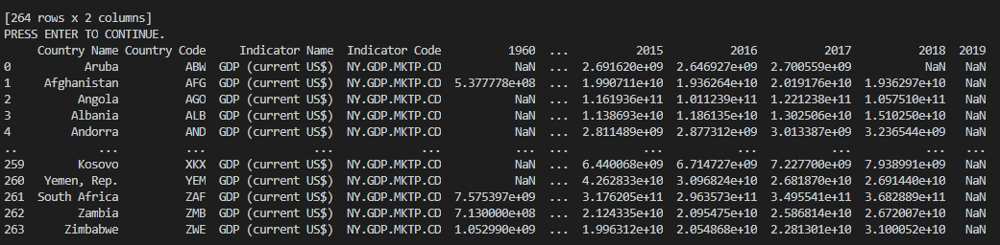 [264 rows x 2 columns]
PRESS ENTER TO CONTINUE.
Country Name Country Code Indicator Name Indicator Code 1960 ... 2015 2016 2017 2018 2019
0 Aruba ABW GDP (current US$) NY.GDP.MKTP.CD NaN ... 2.691620e+09 2.646927e+09 2.700559e+09 NaN NaN
1 Afghanistan AFG GDP (current US$) NY.GDP.MKTP.CD 5.377778e+08 ... 1.990711e+10 1.936264e+10 2.019176e+10 1.936297e+10 NaN
2 Angola AGO GDP (current US$) NY.GDP.MKTP.CD NaN ... 1.161936e+11 1.011239e+11 1.221238e+11 1.057510e+11 NaN
3 Albania ALB GDP (current US$) NY.GDP.MKTP.CD NaN ... 1.138693e+10 1.186135e+10 1.302506e+10 1.510250e+10 NaN
4 Andorra AND GDP (current US$) NY.GDP.MKTP.CD NaN ... 2.811489e+09 2.877312e+09 3.013387e+09 3.236544e+09 NaN
.. ... ... ... ... ... ... ... ... ... ... ...
259 Kosovo XKX GDP (current US$) NY.GDP.MKTP.CD NaN ... 6.440068e+09 6.714727e+09 7.227700e+09 7.938991e+09 NaN
260 Yemen, Rep. YEM GDP (current US$) NY.GDP.MKTP.CD NaN ... 4.262833e+10 3.096824e+10 2.681870e+10 2.691440e+10 NaN
261 South Africa ZAF GDP (current US$) NY.GDP.MKTP.CD 7.575397e+09 ... 3.176205e+11 2.963573e+11 3.495541e+11 3.682889e+11 NaN
262 Zambia ZMB GDP (current US$) NY.GDP.MKTP.CD 7.130000e+08 ... 2.124335e+10 2.095475e+10 2.586814e+10 2.672007e+10 NaN
263 Zimbabwe ZWE GDP (current US$) NY.GDP.MKTP.CD 1.052990e+09 ... 1.996312e+10 2.054868e+10 2.281301e+10 3.100052e+10 NaN